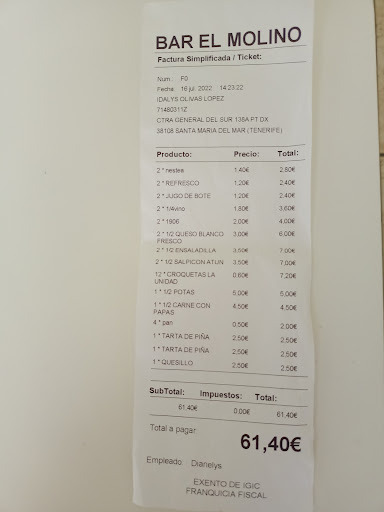 BAR EL MOLINO
Factura Simplificada / Ticket:
Num: F0
Fecha: 16 jul. 2022 14:23:22
IDALYS OLIVAS LOPEZ
71480311Z
CTRA GENERAL DEL SUR 138A PT DX
38108 SANTA MARIA DEL MAR (TENERIFE)
Producto: Precio: Total:
2 * nestea 1.40€ 2.80€
2 * REFRESCO 1.20€ 2.40€
2 * JUGO DE BOTE 1.20€ 2.40€
2 * 1/4vino 1.80€ 3.60€
2 * 1906 2.00€ 4.00€
2 * 1/2 QUESO BLANCO FRESCO 3.00€ 6.00€
2 * 1/2 ENSALADILLA 3.50€ 7.00€
2 * 1/2 SALPICON ATUN 3.50€ 7.00€
12 * CROQUETAS LA UNIDAD 0.60€ 7.20€
1 * 1/2 POTAS 5.00€ 5.00€
1 * 1/2 CARNE CON PAPAS 4.50€ 4.50€
4 * pan 0.50€ 2.00€
1 * TARTA DE PIÑA 2.50€ 2.50€
1 * TARTA DE PIÑA 2.50€ 2.50€
1 * QUESILLO 2.50€ 2.50€
SubTotal: Impuestos: Total:
61,40€ 0.00€ 61,40€
Total a pagar:
61,40€
Empleado: Dianelys
EXENTO DE IGIC
FRANQUICIA FISCAL